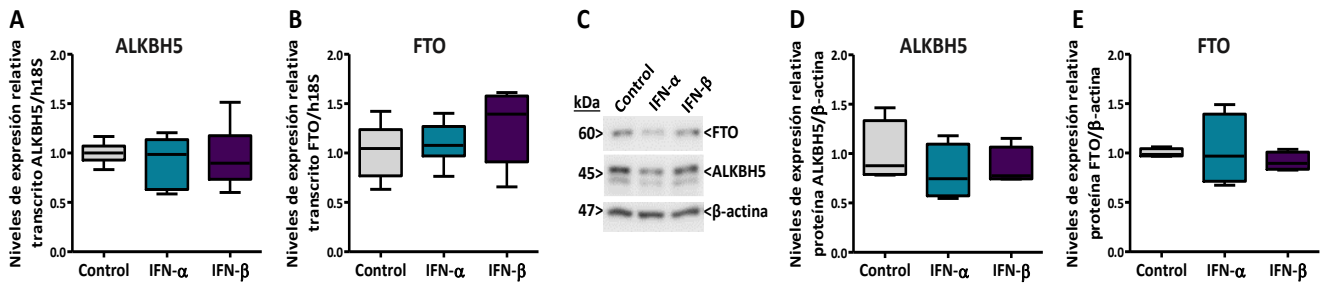 A
ALKBH5
Niveles de expresión relativa
transcrito ALKBH5/h18S
2.0
1.5
1.0
0.5
0.0
Control IFN-α IFN-β
B
FTO
Niveles de expresión relativa
transcrito FTO/h18S
2.0
1.5
1.0
0.5
0.0
Control IFN-α IFN-β
C
kDa Control IFN-α IFN-β
60> <FTO
45> <ALKBH5
47> <β-actina
D
ALKBH5
Niveles de expresión relativa
proteína ALKBH5/β-actina
2.0
1.5
1.0
0.5
0.0
Control IFN-α IFN-β
E
FTO
Niveles de expresión relativa
proteína FTO/β-actina
2.0
1.5
1.0
0.5
0.0
Control IFN-α IFN-β